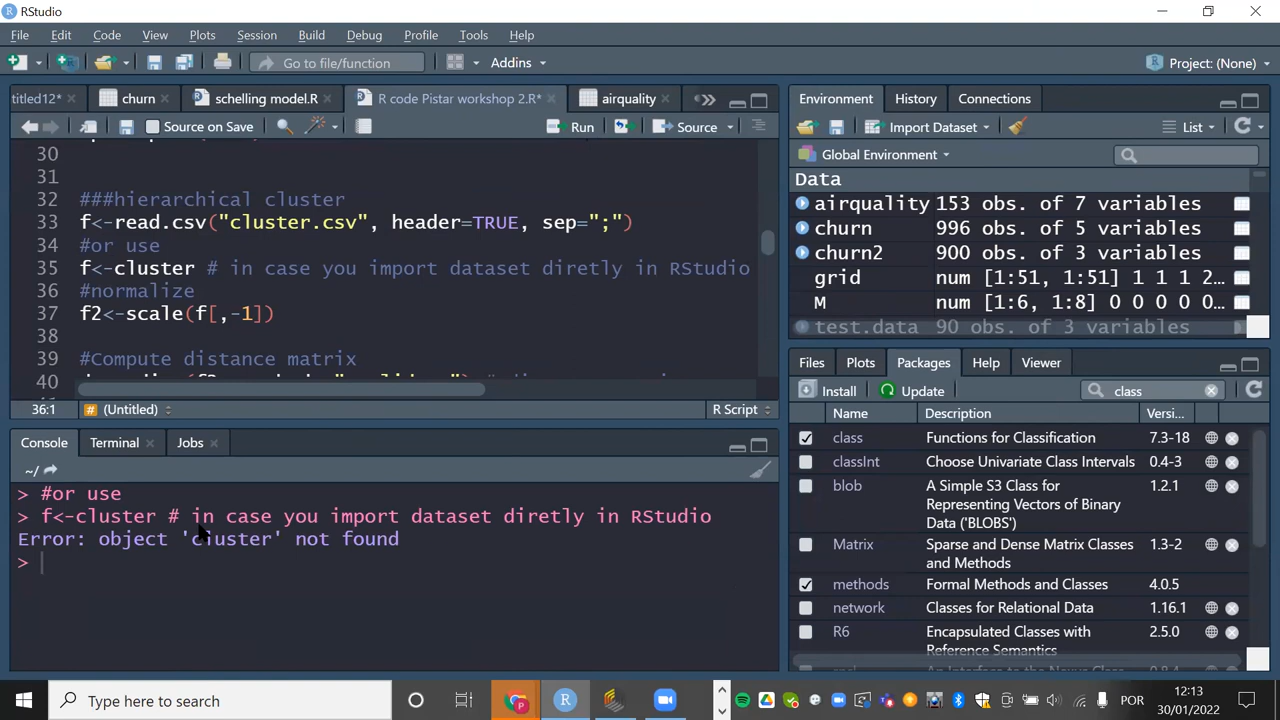 RStudio
File Edit Code View Plots Session Build Debug Profile Tools Help
Go to file/function Addins Project: (None)
titled12* churn schelling model.R R code Pistar workshop 2.R* airquality
Source on Save Run Source
30
31
32 ###hierarchical cluster
33 f<-read.csv("cluster.csv", header=TRUE, sep=";")
34 #or use
35 f<-cluster # in case you import dataset diretly in RStudio
36 #normalize
37 f2<-scale(f[,-1])
38
39 #Compute distance matrix
40
36:1 (Untitled) R Script
Console Terminal Jobs
~/
> #or use
> f<-cluster # in case you import dataset diretly in RStudio
Error: object 'cluster' not found
>
Environment History Connections
Import Dataset List
Global Environment
Data
airquality 153 obs. of 7 variables
churn 996 obs. of 5 variables
churn2 900 obs. of 3 variables
grid num [1:51, 1:51] 1 1 1 2...
M num [1:6, 1:8] 0 0 0 0 0...
test.data 90 obs. of 3 variables
Files Plots Packages Help Viewer
Install Update class
Name Description Versi...
class Functions for Classification 7.3-18
classInt Choose Univariate Class Intervals 0.4-3
blob A Simple S3 Class for 1.2.1
Representing Vectors of Binary
Data ('BLOBS')
Matrix Sparse and Dense Matrix Classes 1.3-2
and Methods
methods Formal Methods and Classes 4.0.5
network Classes for Relational Data 1.16.1
R6 Encapsulated Classes with 2.5.0
Reference Semantics
Type here to search
POR
12:13
30/01/2022